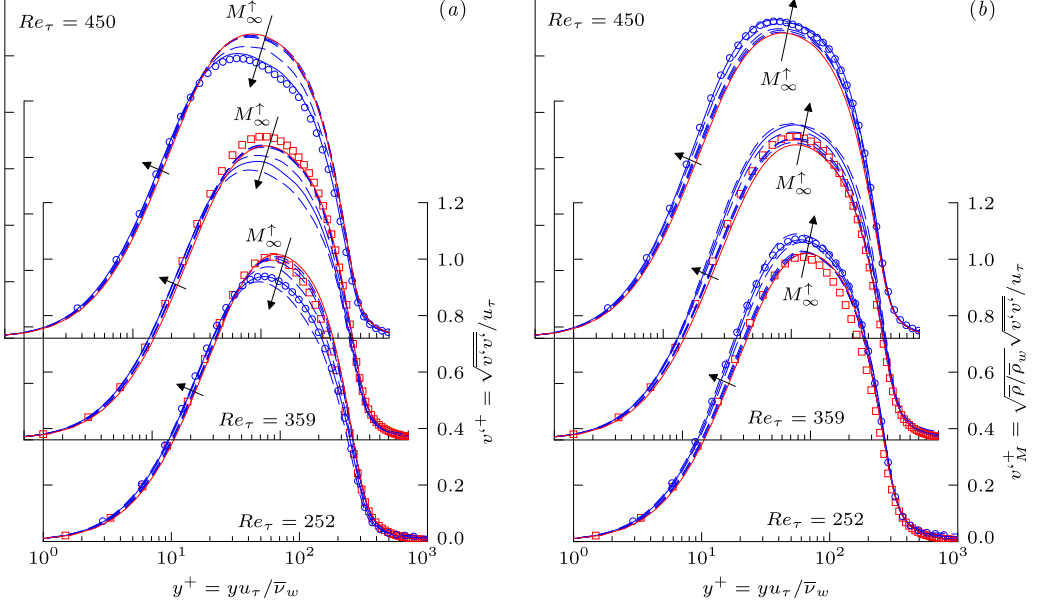 (a)
Re_τ = 450
M_∞^↑
M_∞^↑
M_∞^↑
1.2
1.0
0.8
0.6
0.4
0.2
0.0
v‘^+ = √(v‘v‘)‾/u_τ
Re_τ = 359
Re_τ = 252
10^0
10^1
10^2
10^3
y^+ = yu_τ/ν̅_w
(b)
Re_τ = 450
M_∞^↑
M_∞^↑
M_∞^↑
1.2
1.0
0.8
0.6
0.4
0.2
0.0
v‘_M^+ = √(ρ̅/ρ̅_w)√(v‘v‘)‾/u_τ
Re_τ = 359
Re_τ = 252
10^0
10^1
10^2
10^3
y^+ = yu_τ/ν̅_w